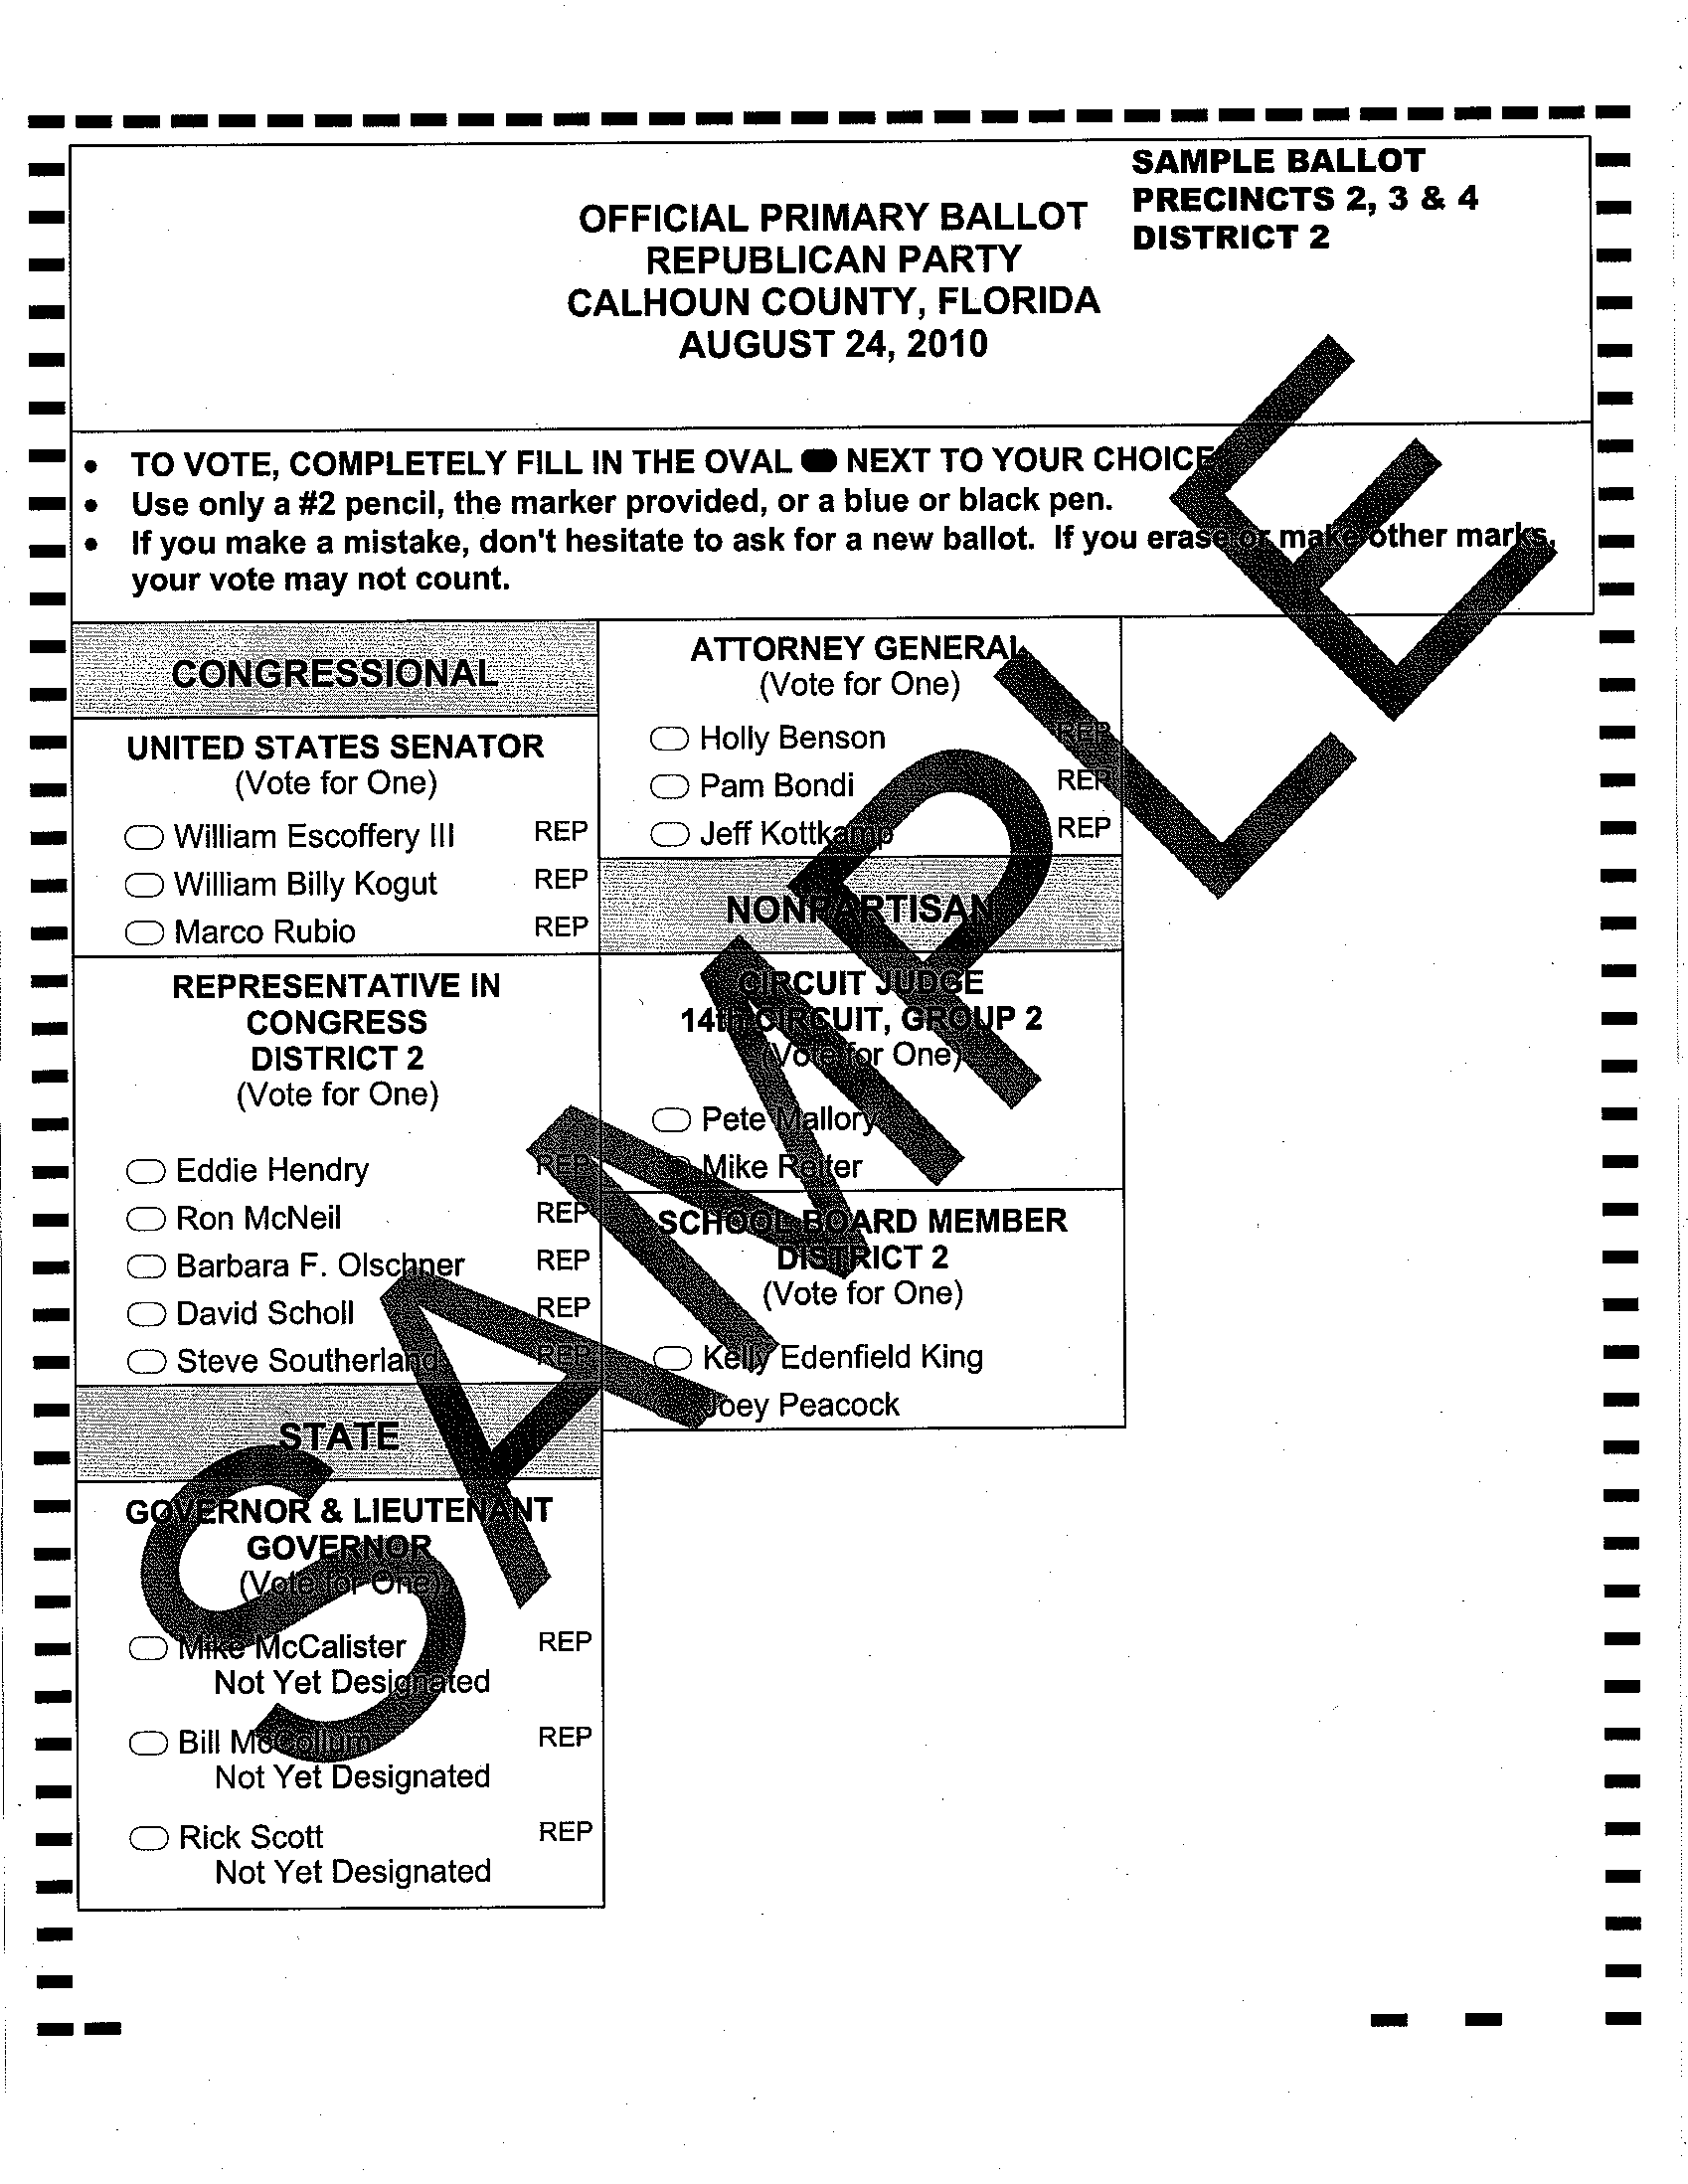 SAMPLE BALLOT
PRECINCTS 2, 3 & 4
DISTRICT 2
OFFICIAL PRIMARY BALLOT
REPUBLICAN PARTY
CALHOUN COUNTY, FLORIDA
AUGUST 24, 2010
• TO VOTE, COMPLETELY FILL IN THE OVAL NEXT TO YOUR CHOICE
• Use only a #2 pencil, the marker provided, or a blue or black pen.
• If you make a mistake, don't hesitate to ask for a new ballot. If you erase or make other marks,
your vote may not count.
CONGRESSIONAL
UNITED STATES SENATOR
(Vote for One)
William Escoffery III REP
William Billy Kogut REP
Marco Rubio REP
REPRESENTATIVE IN
CONGRESS
DISTRICT 2
(Vote for One)
Eddie Hendry REP
Ron McNeil REP
Barbara F. Olschner REP
David Scholl REP
Steve Southerland REP
STATE
GOVERNOR & LIEUTENANT
GOVERNOR
(Vote for One)
Mike McCalister REP
Not Yet Designated
Bill McCollum REP
Not Yet Designated
Rick Scott REP
Not Yet Designated
ATTORNEY GENERAL
(Vote for One)
Holly Benson REP
Pam Bondi REP
Jeff Kottkamp REP
NONPARTISAN
CIRCUIT JUDGE
14th CIRCUIT, GROUP 2
(Vote for One)
Pete Mallory
Mike Reiter
SCHOOL BOARD MEMBER
DISTRICT 2
(Vote for One)
Kelly Edenfield King
Joey Peacock
SAMPLE